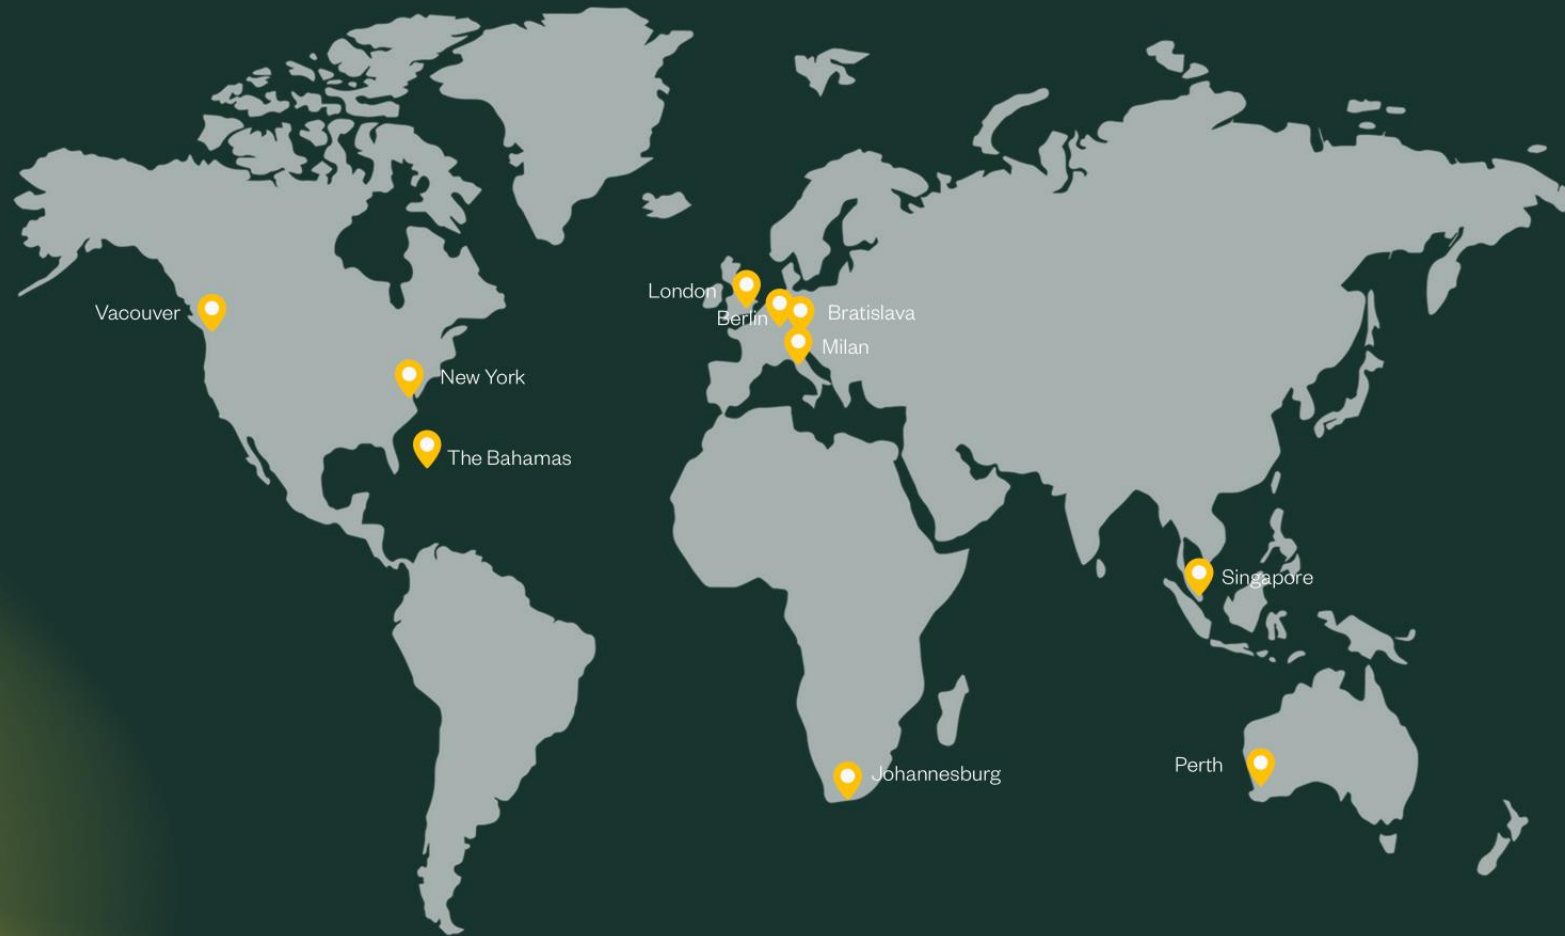 London
Vacouver
Berlin
Bratislava
Milan
New York
The Bahamas
Singapore
Johannesburg
Perth